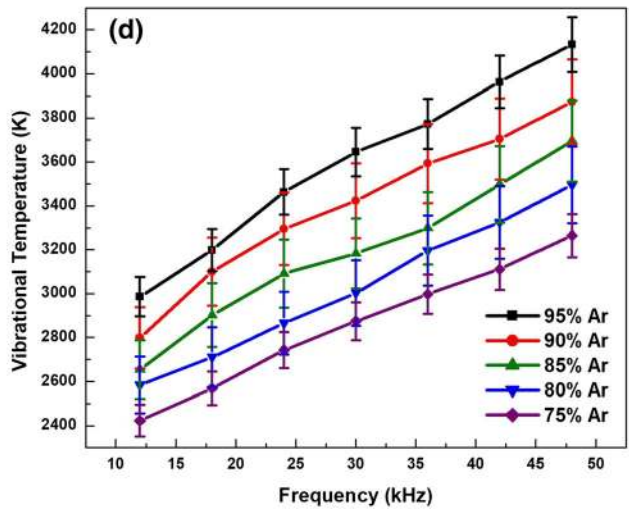 (d)
4200
4000
3800
3600
3400
3200
3000
2800
2600
2400
Vibrational Temperature (K)
95% Ar
90% Ar
85% Ar
80% Ar
75% Ar
10 15 20 25 30 35 40 45 50
Frequency (kHz)